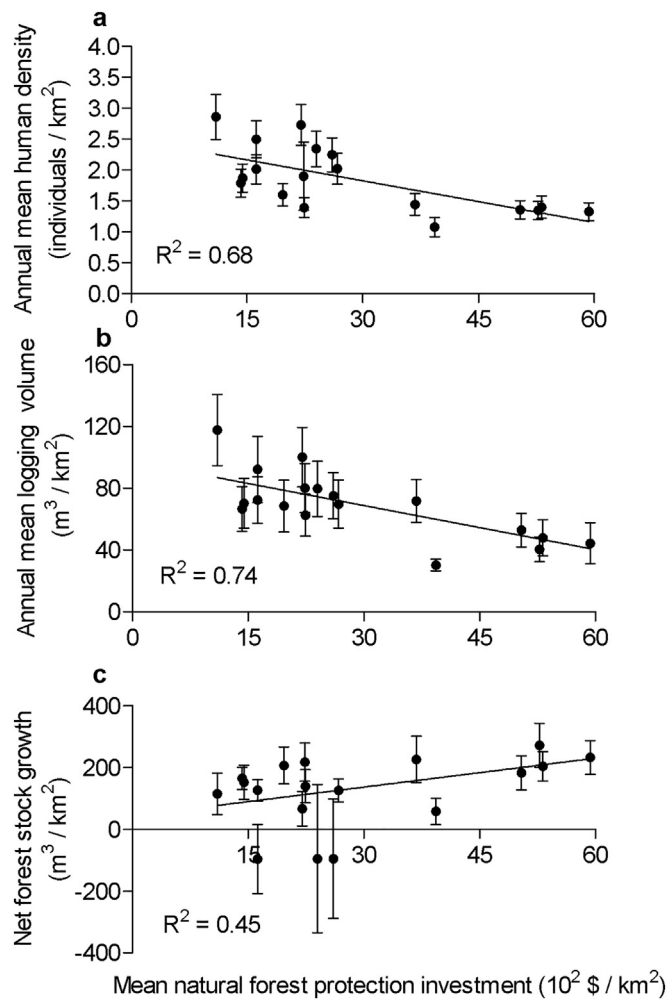 a
Annual mean human density
(individuals / km²)
4.0
3.5
3.0
2.5
2.0
1.5
1.0
0.5
0.0
R² = 0.68
0 15 30 45 60
b
Annual mean logging volume
(m³ / km²)
160
120
80
40
0
R² = 0.74
0 15 30 45 60
c
Net forest stock growth
(m³ / km²)
400
200
0
-200
-400
15 30 45 60
R² = 0.45
Mean natural forest protection investment (10² $ / km²)